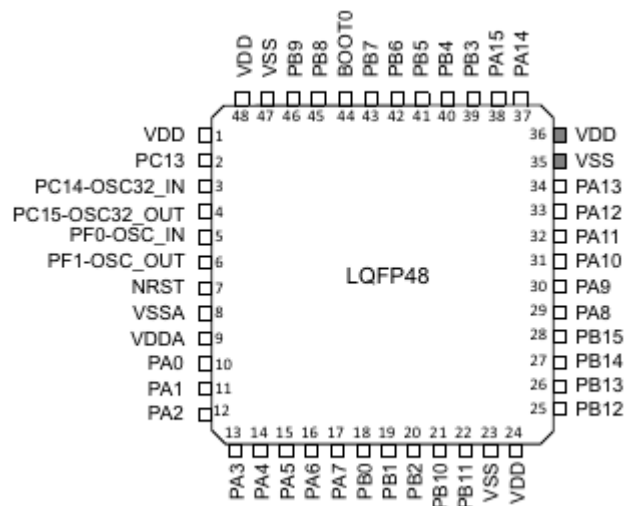 VDD VSS PB9 PB8 BOOT0 PB7 PB6 PB5 PB4 PB3 PA15 PA14
48 47 46 45 44 43 42 41 40 39 38 37
VDD 1 36 VDD
PC13 2 35 VSS
PC14-OSC32_IN 3 34 PA13
PC15-OSC32_OUT 4 33 PA12
PF0-OSC_IN 5 32 PA11
PF1-OSC_OUT 6 31 PA10
LQFP48
NRST 7 30 PA9
VSSA 8 29 PA8
VDDA 9 28 PB15
PA0 10 27 PB14
PA1 11 26 PB13
PA2 12 25 PB12
13 14 15 16 17 18 19 20 21 22 23 24
PA3 PA4 PA5 PA6 PA7 PB0 PB1 PB2 PB10 PB11 VSS VDD